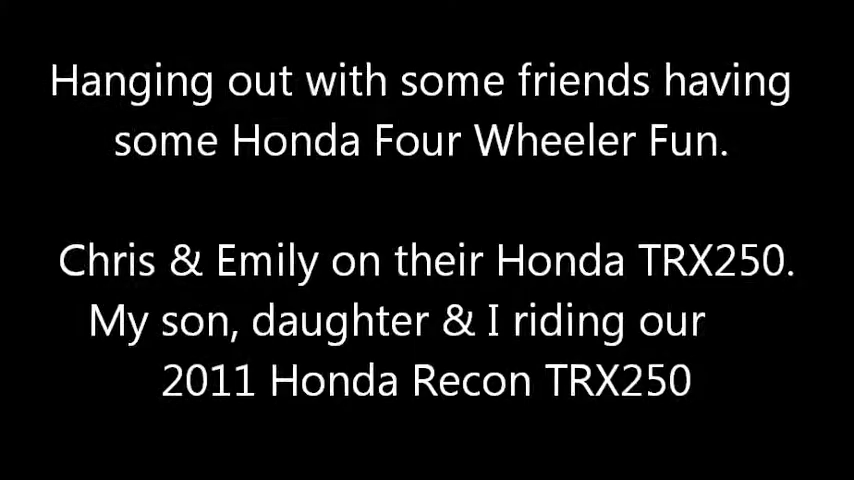 Hanging out with some friends having
some Honda Four Wheeler Fun.
Chris & Emily on their Honda TRX250.
My son, daughter & I riding our
2011 Honda Recon TRX250